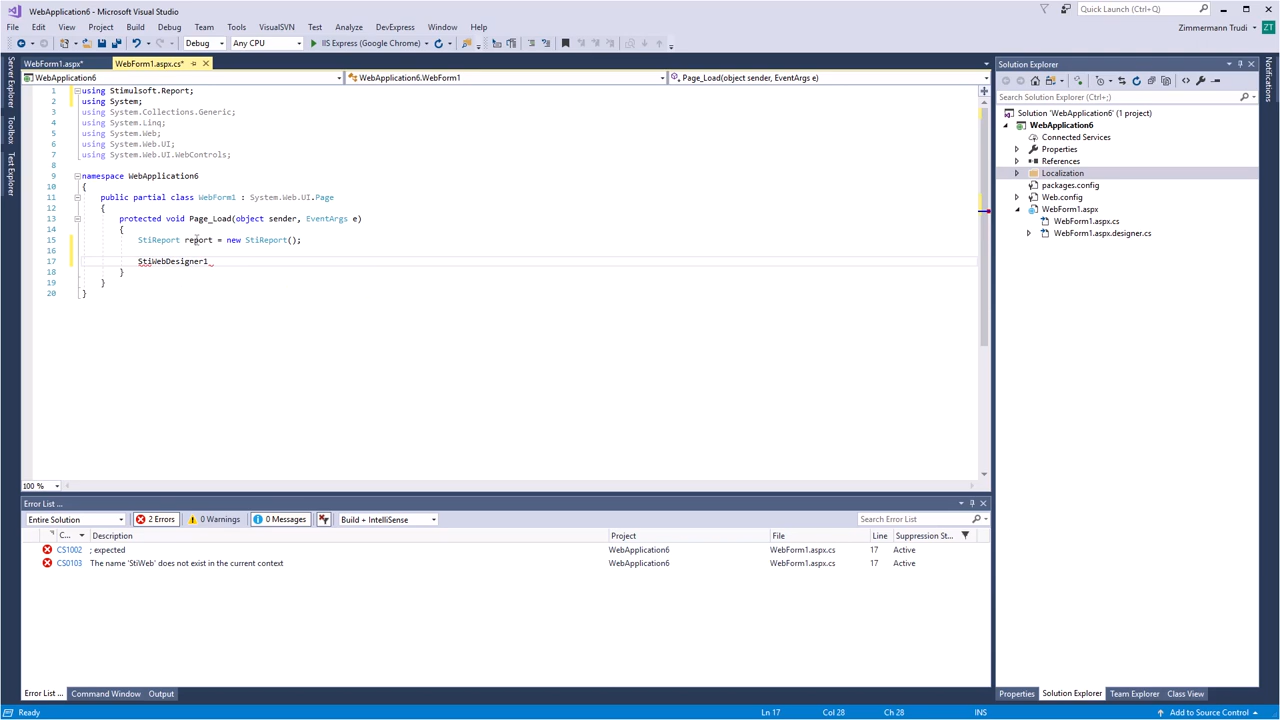 WebApplication6 - Microsoft Visual Studio
Quick Launch (Ctrl+Q)
File Edit View Project Build Debug Team Tools VisualSVN Test Analyze DevExpress Window Help
Zimmermann Trudi ZT
Debug Any CPU IIS Express (Google Chrome)
Server Explorer
Toolbox
Test Explorer
WebForm1.aspx* WebForm1.aspx.cs*
WebApplication6 WebApplication6.WebForm1 Page_Load(object sender, EventArgs e)
1 using Stimulsoft.Report;
2 using System;
3 using System.Collections.Generic;
4 using System.Linq;
5 using System.Web;
6 using System.Web.UI;
7 using System.Web.UI.WebControls;
8
9 namespace WebApplication6
10 {
11 public partial class WebForm1 : System.Web.UI.Page
12 {
13 protected void Page_Load(object sender, EventArgs e)
14 {
15 StiReport report = new StiReport();
16
17 StiWebDesigner1
18 }
19 }
20 }
100 %
Error List ...
Entire Solution 2 Errors 0 Warnings 0 Messages Build + IntelliSense Search Error List
C... Description Project File Line Suppression St...
CS1002 ; expected WebApplication6 WebForm1.aspx.cs 17 Active
CS0103 The name 'StiWeb' does not exist in the current context WebApplication6 WebForm1.aspx.cs 17 Active
Error List ... Command Window Output
Solution Explorer
Search Solution Explorer (Ctrl+;)
Solution 'WebApplication6' (1 project)
WebApplication6
Connected Services
Properties
References
Localization
packages.config
Web.config
WebForm1.aspx
WebForm1.aspx.cs
WebForm1.aspx.designer.cs
Notifications
Properties Solution Explorer Team Explorer Class View
Ready Ln 17 Col 28 Ch 28 INS Add to Source Control